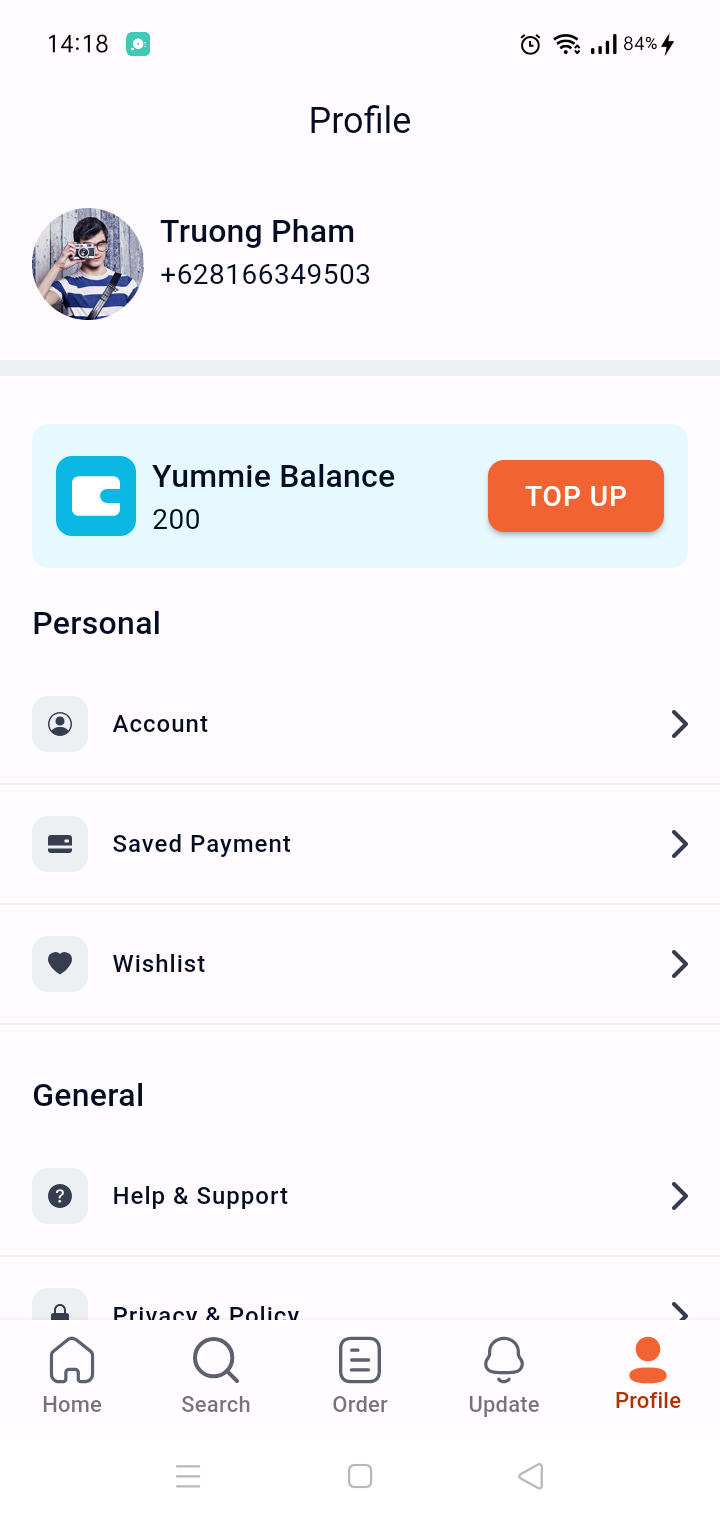 14:18
84%
Profile
Truong Pham
+628166349503
Yummie Balance
200
TOP UP
Personal
Account
Saved Payment
Wishlist
General
Help & Support
Privacy & Policy
Home
Search
Order
Update
Profile